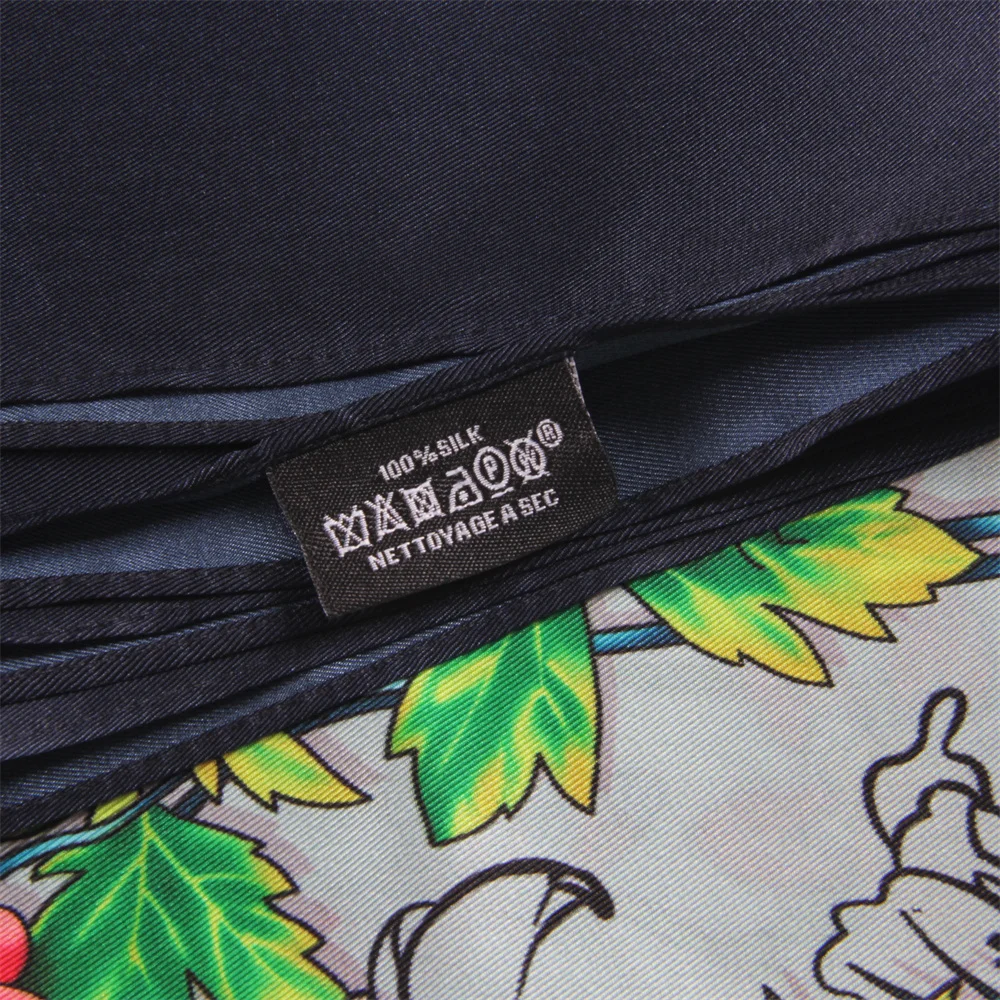 100% SILK
P W ®
NETTOYAGE A SEC